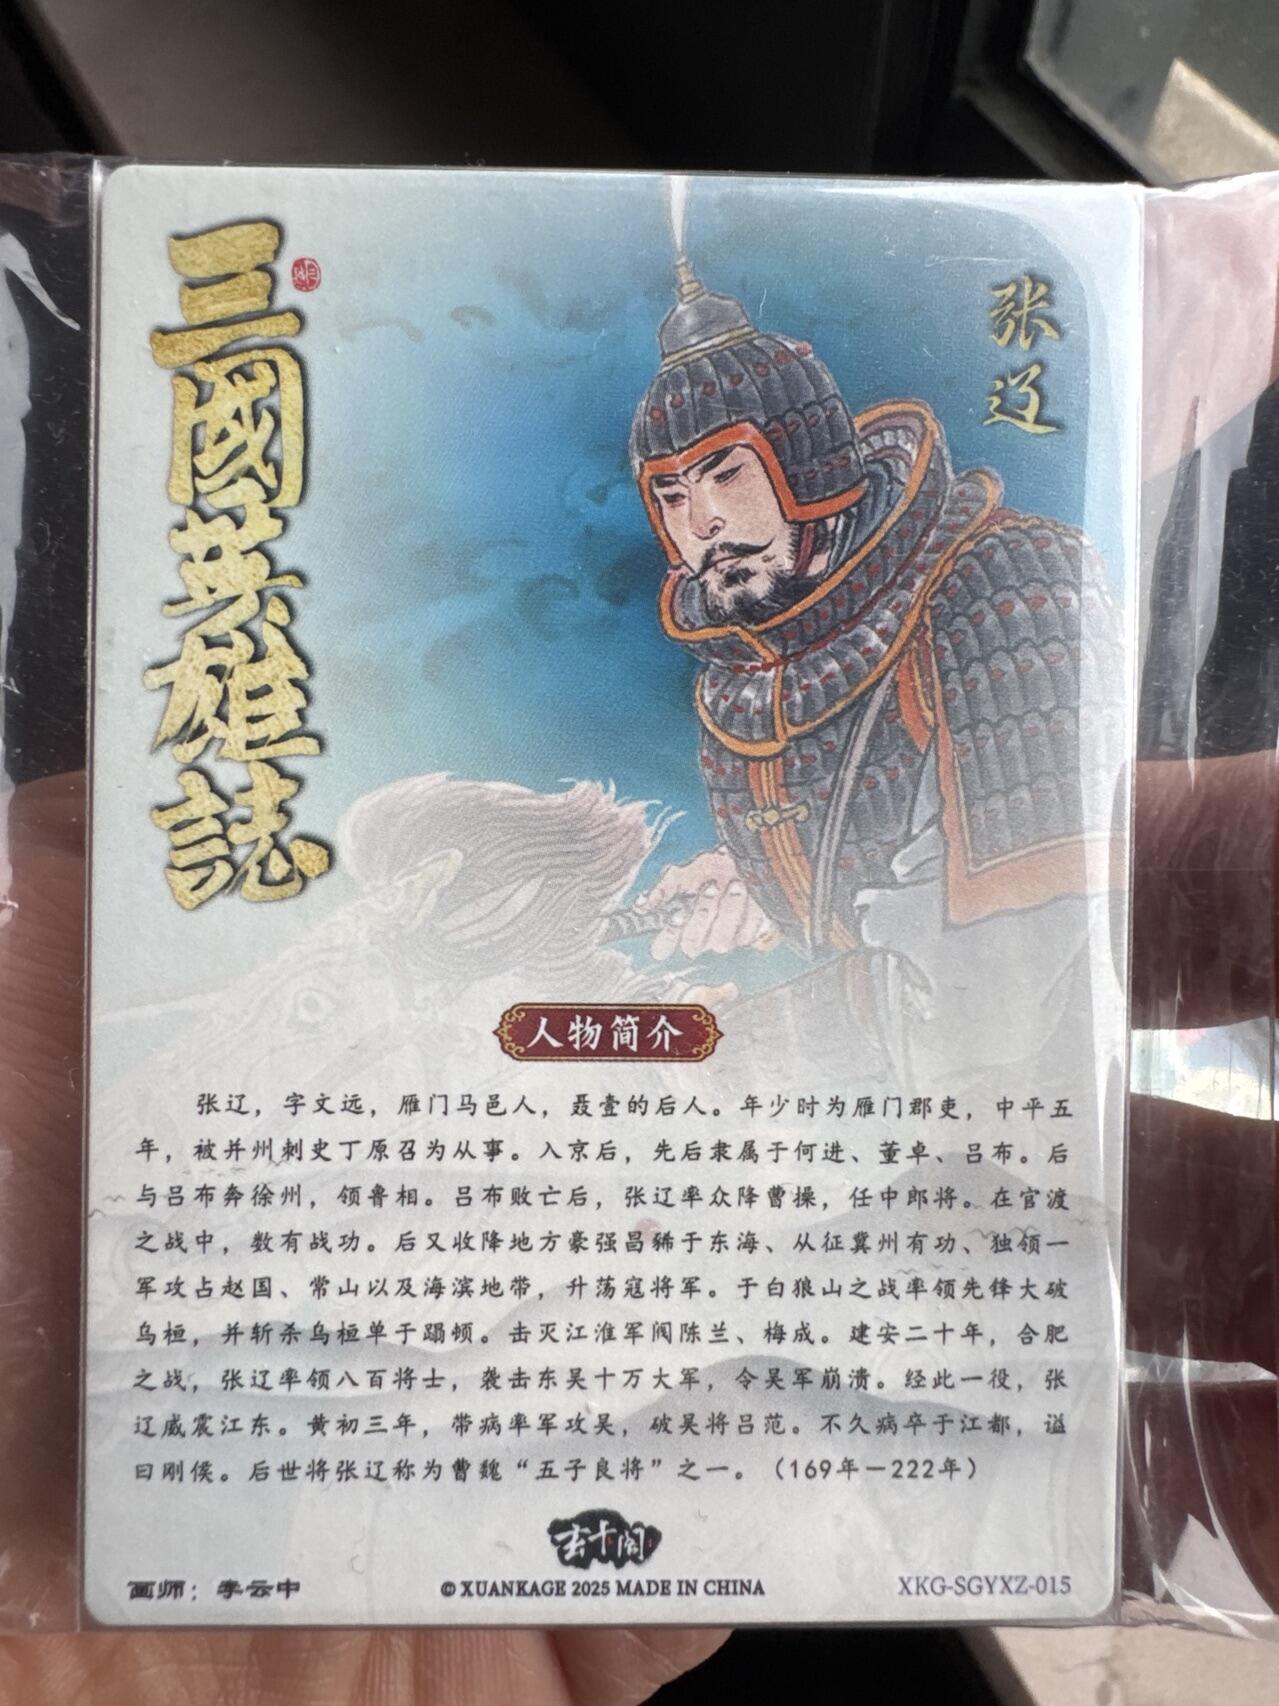 三國英雄誌
张辽
人物简介
张辽，字文远，雁门马邑人，聂壹的后人。年少时为雁门郡吏，中平五
年，被并州刺史丁原召为从事。入京后，先后隶属于何进、董卓、吕布。后
与吕布奔徐州，领鲁相。吕布败亡后，张辽率众降曹操，任中郎将。在官渡
之战中，数有战功。后又收降地方豪强昌豨于东海、从征冀州有功、独领一
军攻占赵国、常山以及海滨地带，升荡寇将军。于白狼山之战率领先锋大破
乌桓，并斩杀乌桓单于蹋顿。击灭江淮军阀陈兰、梅成。建安二十年，合肥
之战，张辽率领八百将士，袭击东吴十万大军，令吴军崩溃。经此一役，张
辽威震江东。黄初三年，带病率军攻吴，破吴将吕范。不久病卒于江都，谥
曰刚侯。后世将张辽称为曹魏“五子良将”之一。（169年－222年）
玄卡阁
画师：李云中
© XUANKAGE 2025 MADE IN CHINA
XKG-SGYXZ-015